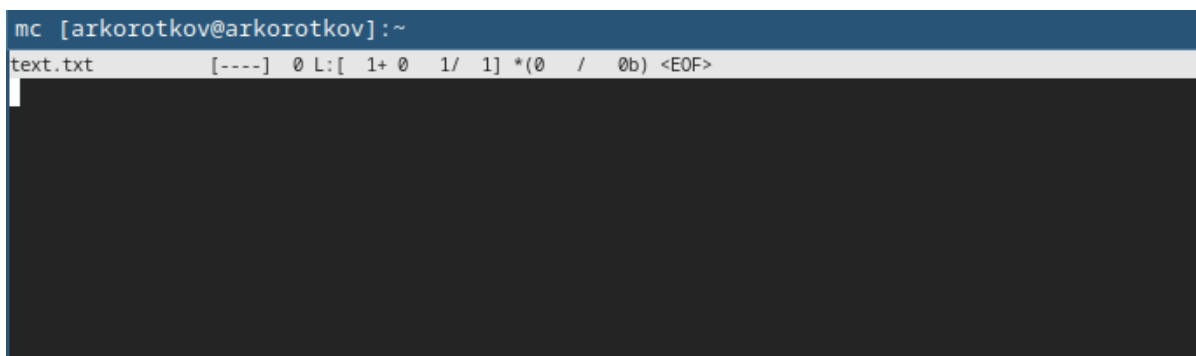 mc [arkorotkov@arkorotkov]:~
text.txt [----] 0 L:[ 1+ 0 1/ 1] *(0 / 0b) <EOF>